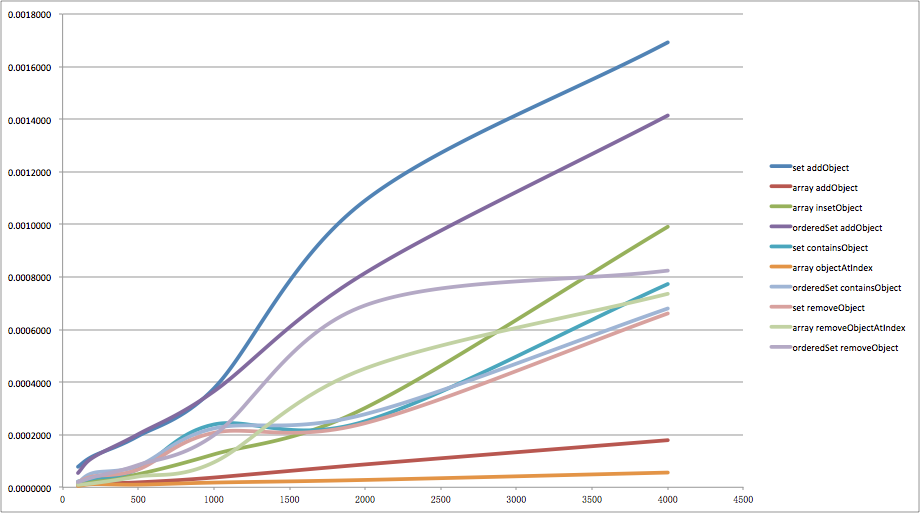 0.0018000
0.0016000
0.0014000
0.0012000
0.0010000
0.0008000
0.0006000
0.0004000
0.0002000
0.0000000
0 500 1000 1500 2000 2500 3000 3500 4000 4500
set addObject
array addObject
array insetObject
orderedSet addObject
set containsObject
array objectAtIndex
orderedSet containsObject
set removeObject
array removeObjectAtIndex
orderedSet removeObject